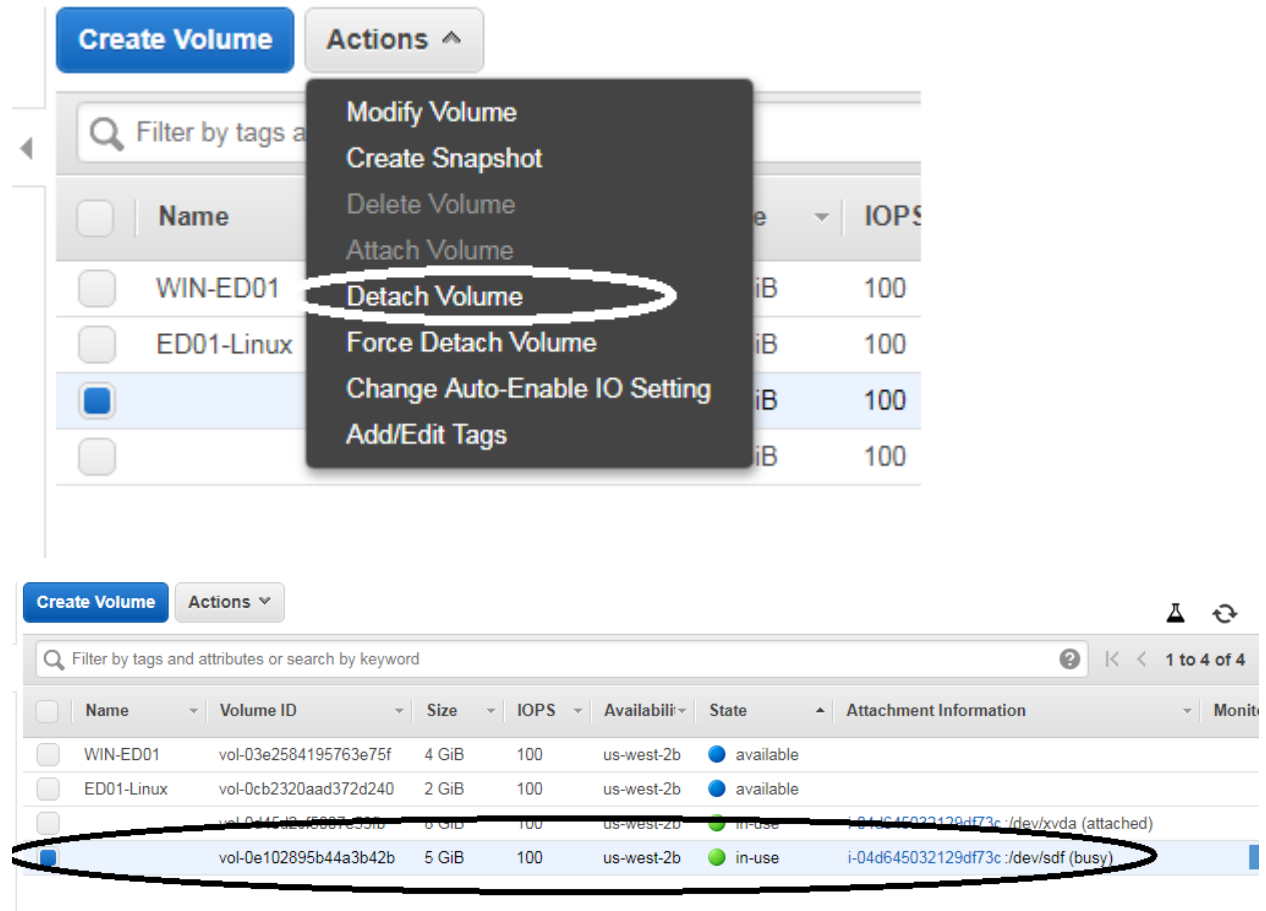 Create Volume Actions
Modify Volume
Filter by tags a
Create Snapshot
Delete Volume
Name e IOPS
Attach Volume
WIN-ED01 Detach Volume iB 100
ED01-Linux Force Detach Volume iB 100
Change Auto-Enable IO Setting iB 100
Add/Edit Tags
iB 100
Create Volume Actions
Filter by tags and attributes or search by keyword 1 to 4 of 4
Name Volume ID Size IOPS Availabili State Attachment Information Monito
WIN-ED01 vol-03e2584195763e75f 4 GiB 100 us-west-2b available
ED01-Linux vol-0cb2320aad372d240 2 GiB 100 us-west-2b available
8 GiB 100 us-west-2b in-use i-04d645032129df73c:/dev/xvda (attached)
vol-0e102895b44a3b42b 5 GiB 100 us-west-2b in-use i-04d645032129df73c:/dev/sdf (busy)